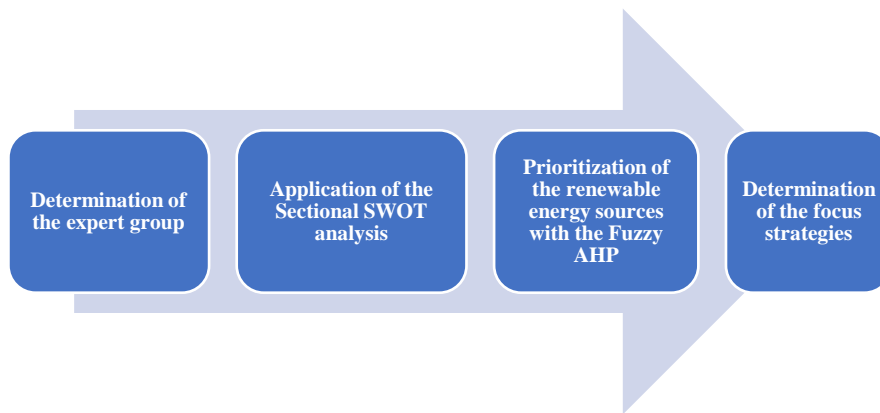 Determination of
the expert group
Application of the
Sectional SWOT
analysis
Prioritization of
the renewable
energy sources
with the Fuzzy
AHP
Determination
of the focus
strategies